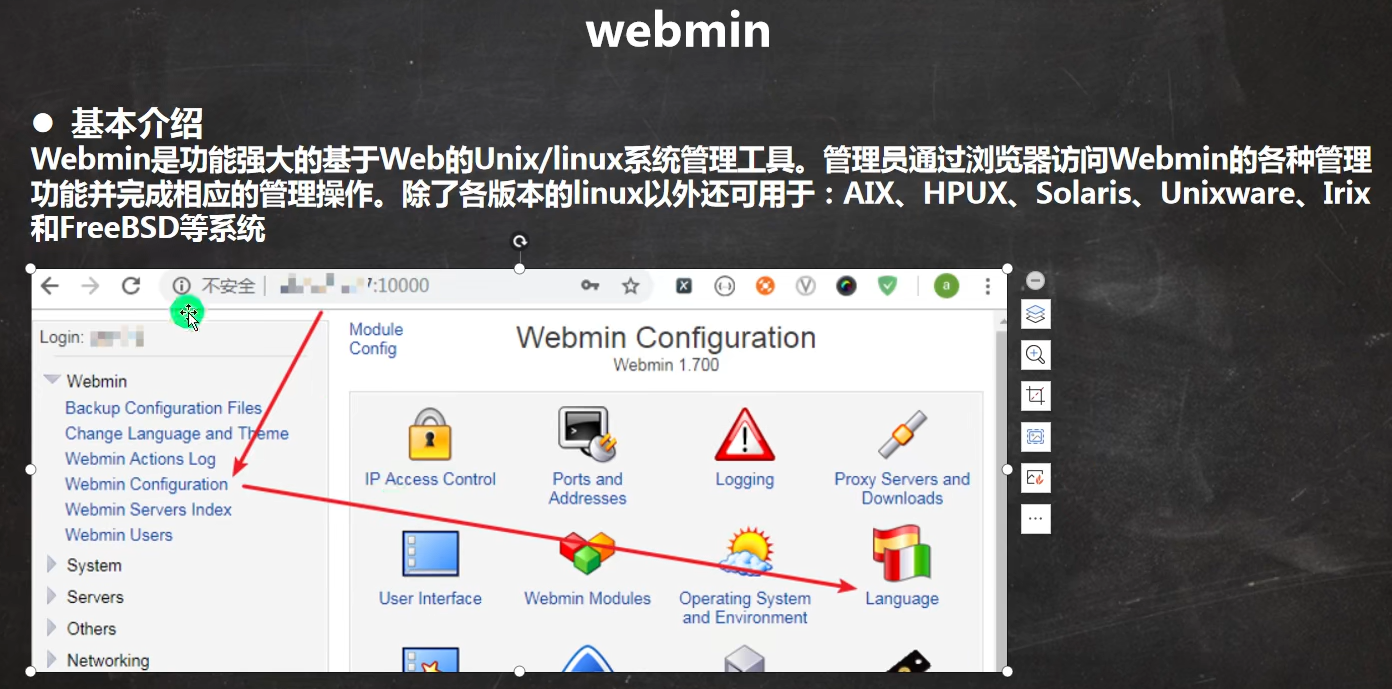 webmin
● 基本介绍
Webmin是功能强大的基于Web的Unix/linux系统管理工具。管理员通过浏览器访问Webmin的各种管理
功能并完成相应的管理操作。除了各版本的linux以外还可用于：AIX、HPUX、Solaris、Unixware、Irix
和FreeBSD等系统
不安全 | :10000
a
Login:
Webmin
Backup Configuration Files
Change Language and Theme
Webmin Actions Log
Webmin Configuration
Webmin Servers Index
Webmin Users
System
Servers
Others
Networking
Module
Config
Webmin Configuration
Webmin 1.700
IP Access Control
Ports and
Addresses
Logging
Proxy Servers and
Downloads
User Interface
Webmin Modules
Operating System
and Environment
Language